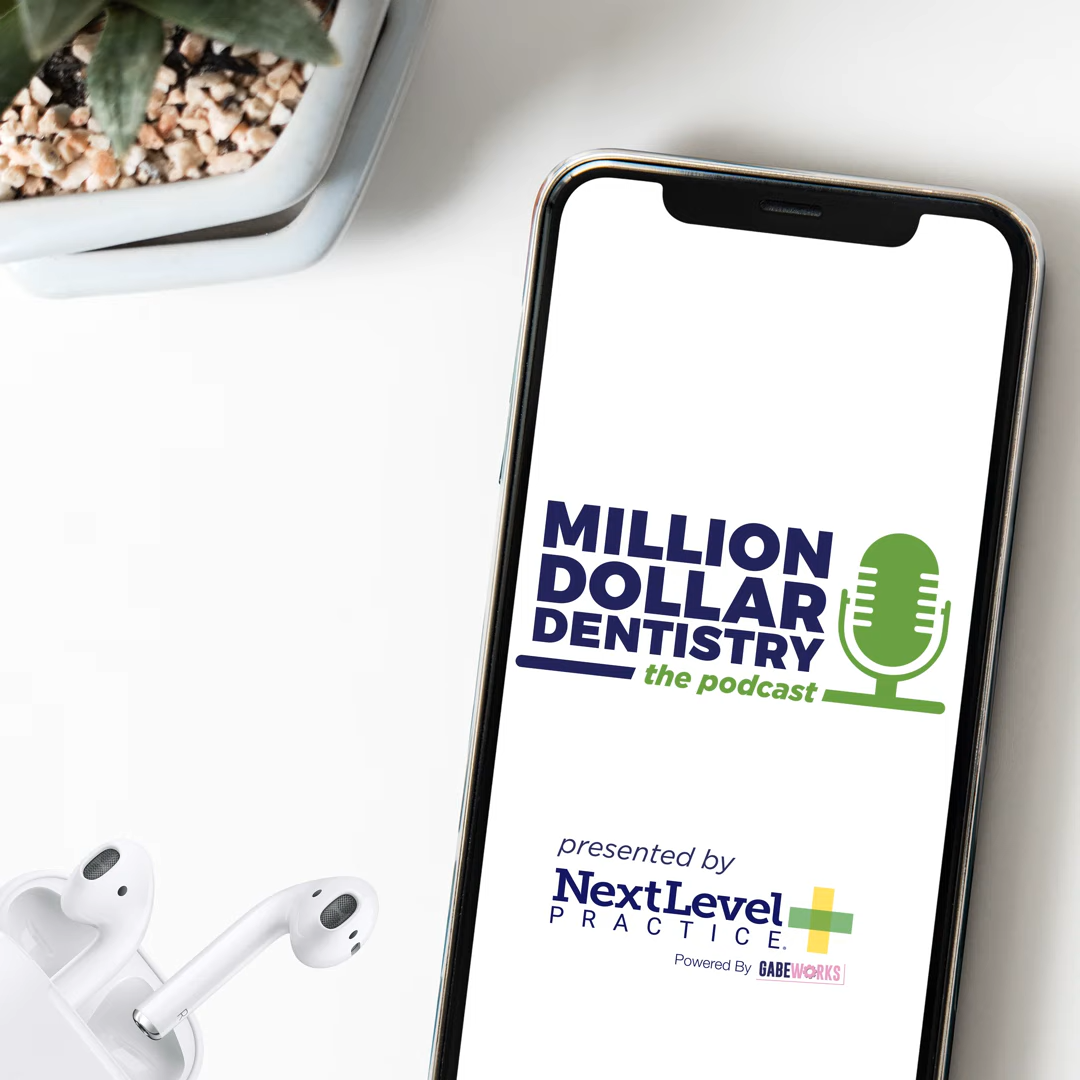 MILLION
DOLLAR
DENTISTRY
the podcast
presented by
NextLevel
PRACTICE®
Powered By GABEWORKS
R